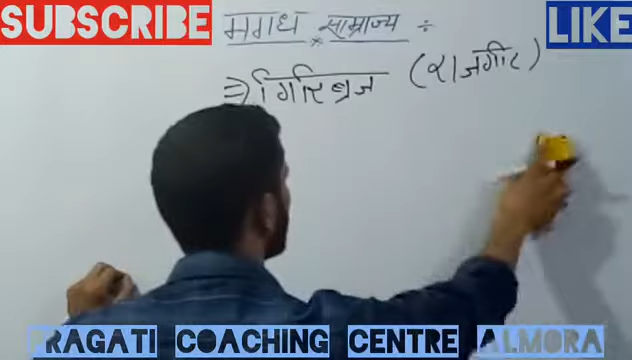 SUBSCRIBE
LIKE
मगध साम्राज्य ÷
⇒ गिरिब्रज (राजगीर)
PRAGATI COACHING CENTRE ALMORA